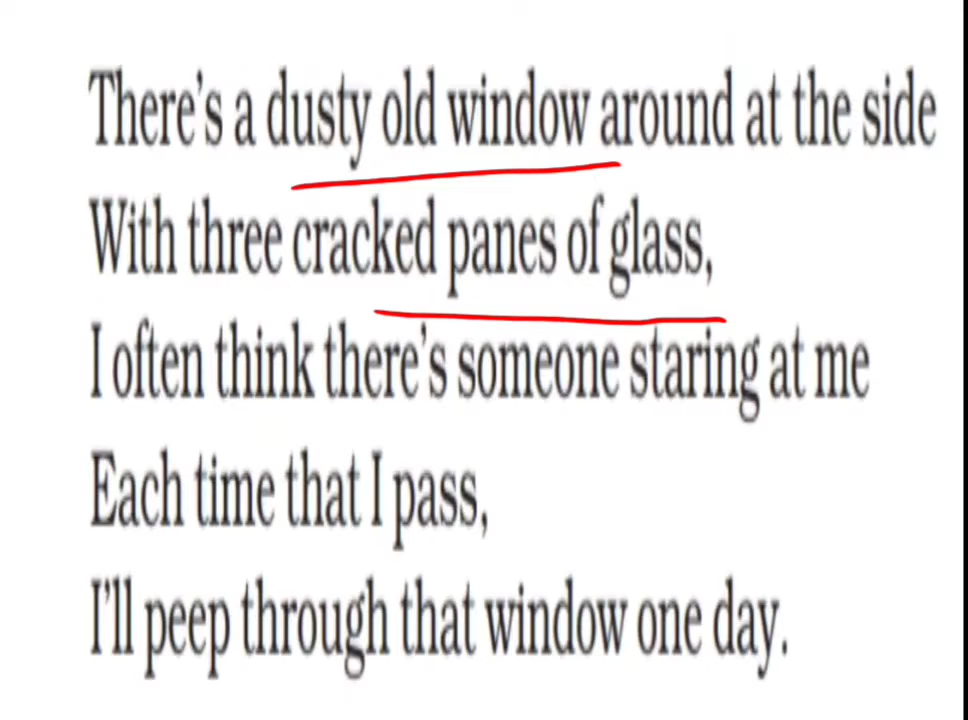 There's a dusty old window around at the side
With three cracked panes of glass,
I often think there's someone staring at me
Each time that I pass,
I'll peep through that window one day.